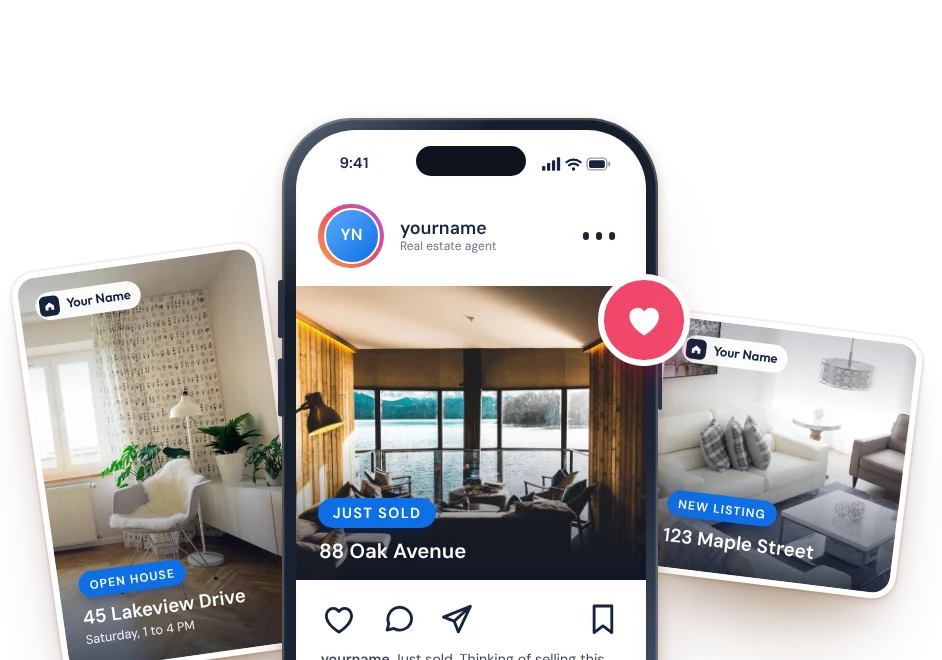 9:41
YN
yourname
Real estate agent
Your Name
OPEN HOUSE
45 Lakeview Drive
Saturday, 1 to 4 PM
JUST SOLD
88 Oak Avenue
Your Name
NEW LISTING
123 Maple Street
yourname Just sold. Thinking of selling this